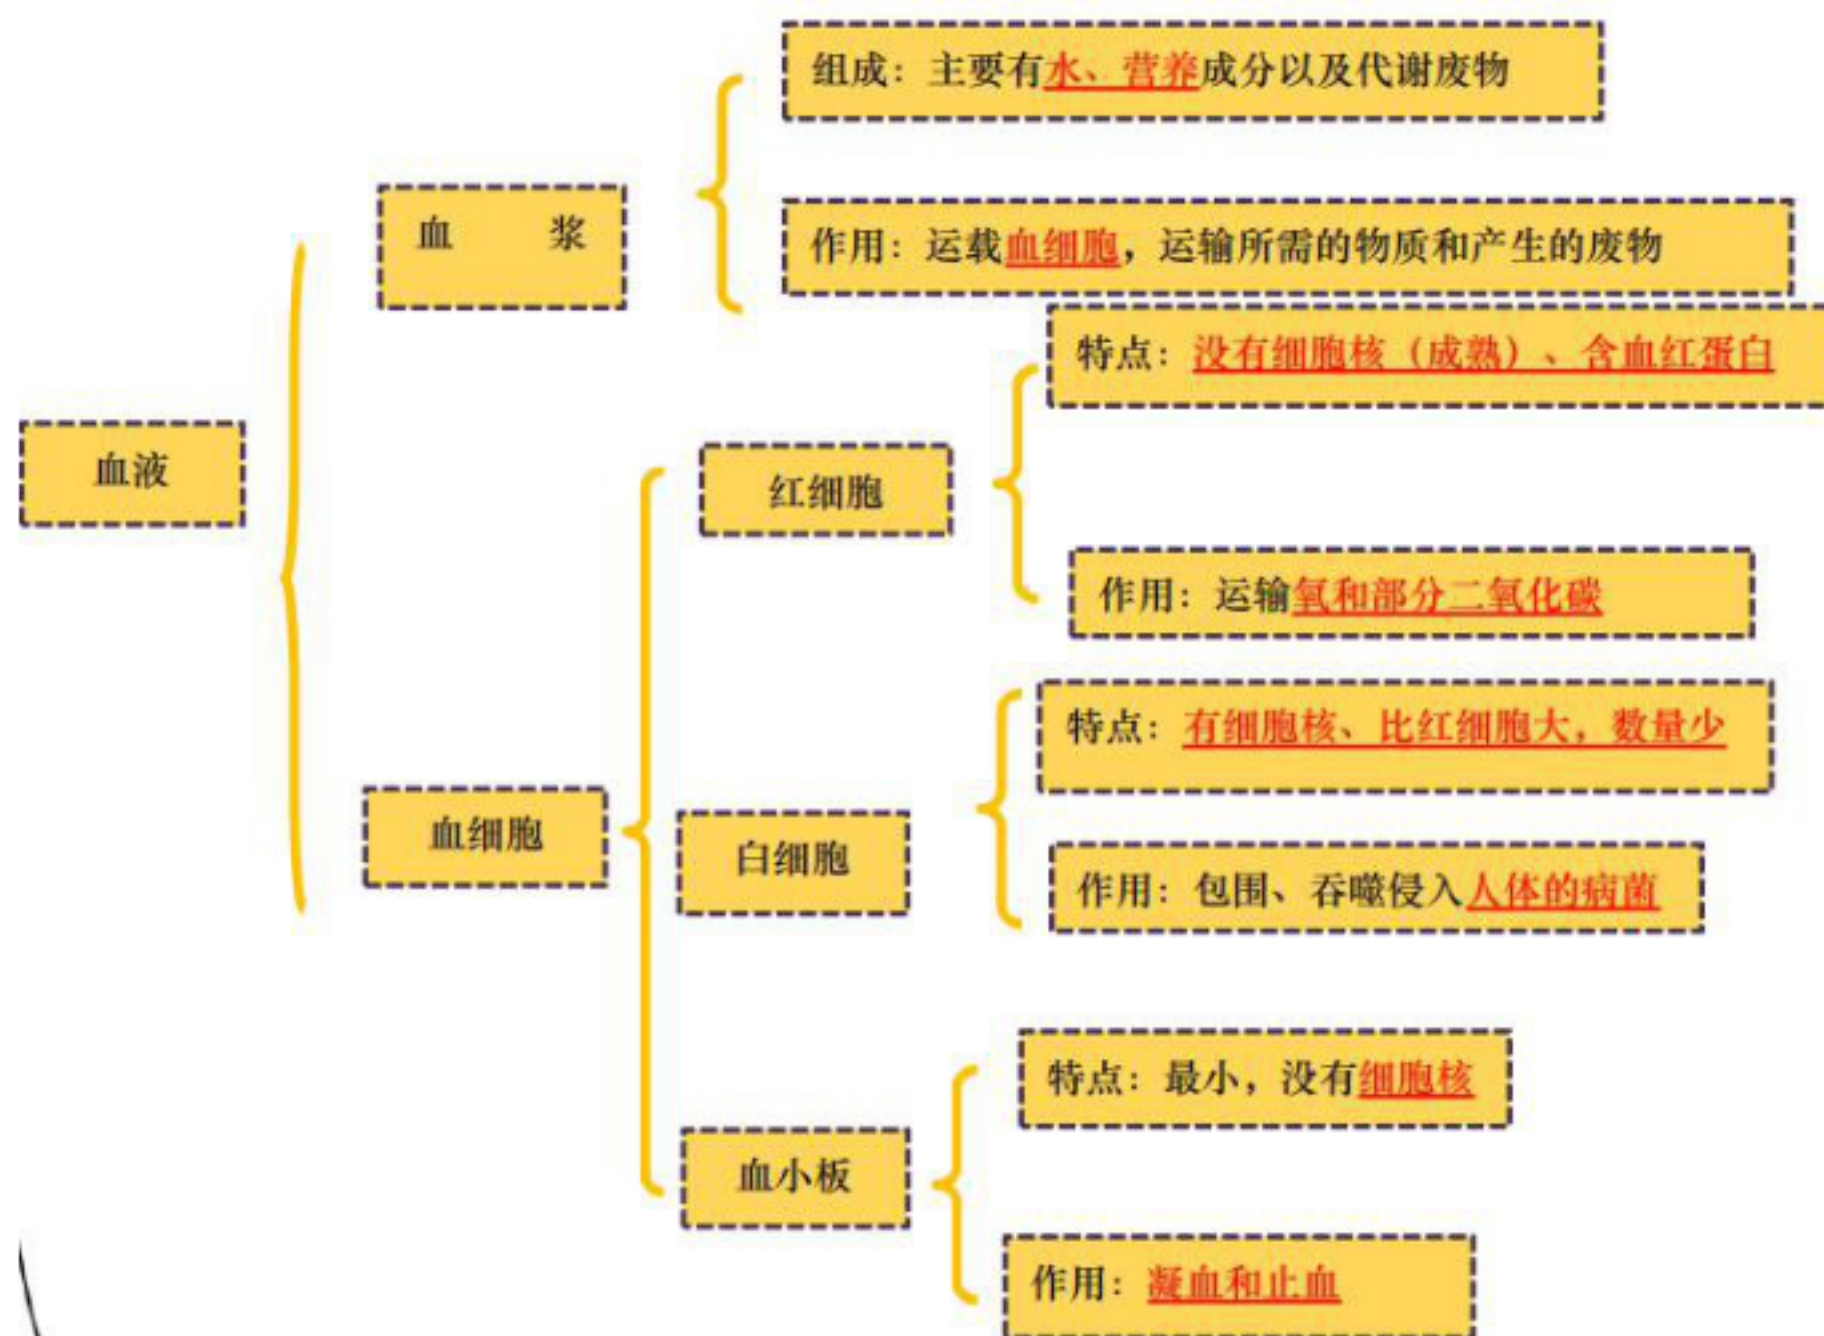 组成：主要有水、营养成分以及代谢废物
血 浆
作用：运载血细胞，运输所需的物质和产生的废物
特点：没有细胞核（成熟）、含血红蛋白
血液
红细胞
作用：运输氧和部分二氧化碳
特点：有细胞核、比红细胞大，数量少
血细胞
白细胞
作用：包围、吞噬侵入人体的病菌
特点：最小，没有细胞核
血小板
作用：凝血和止血